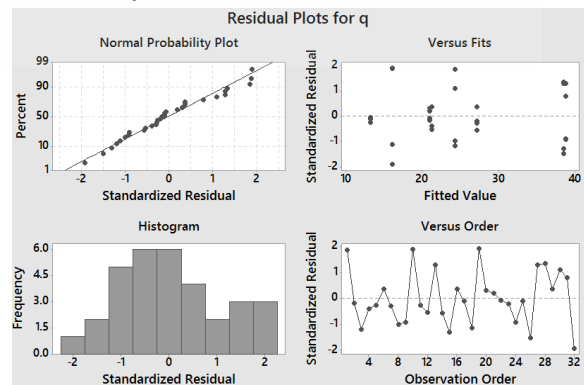 Residual Plots for q
Normal Probability Plot
Versus Fits
99
90
50
10
1
Percent
-2 -1 0 1 2
Standardized Residual
2
1
0
-1
-2
Standardized Residual
10 20 30 40
Fitted Value
Histogram
Versus Order
6.0
4.5
3.0
1.5
0.0
Frequency
-2 -1 0 1 2
Standardized Residual
2
1
0
-1
-2
Standardized Residual
4 8 12 16 20 24 28 32
Observation Order